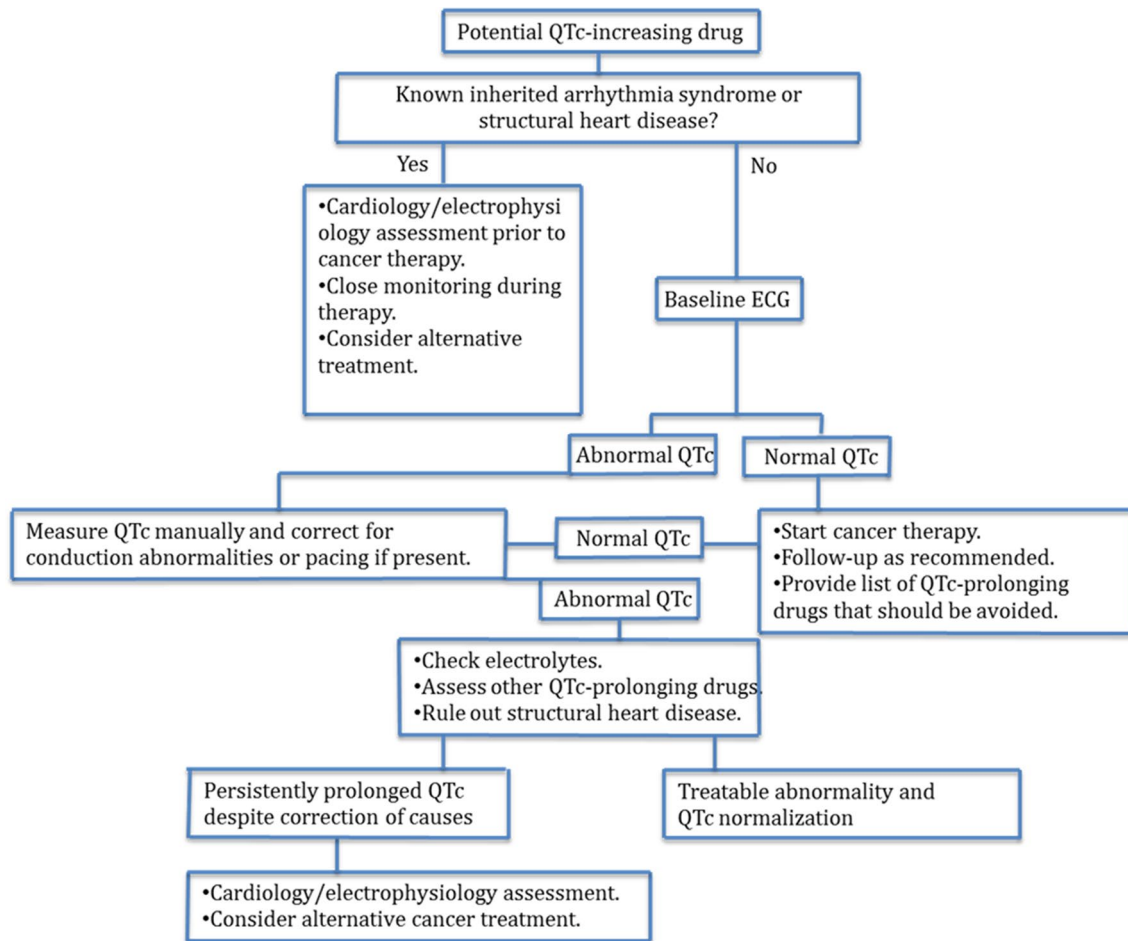 Potential QTc-increasing drug
Known inherited arrhythmia syndrome or
structural heart disease?
Yes
No
•Cardiology/electrophysi
ology assessment prior to
cancer therapy.
•Close monitoring during
therapy.
•Consider alternative
treatment.
Baseline ECG
Abnormal QTc
Normal QTc
Measure QTc manually and correct for
conduction abnormalities or pacing if present.
Normal QTc
•Start cancer therapy.
•Follow-up as recommended.
•Provide list of QTc-prolonging
drugs that should be avoided.
Abnormal QTc
•Check electrolytes.
•Assess other QTc-prolonging drugs.
•Rule out structural heart disease.
Persistently prolonged QTc
despite correction of causes
Treatable abnormality and
QTc normalization
•Cardiology/electrophysiology assessment.
•Consider alternative cancer treatment.